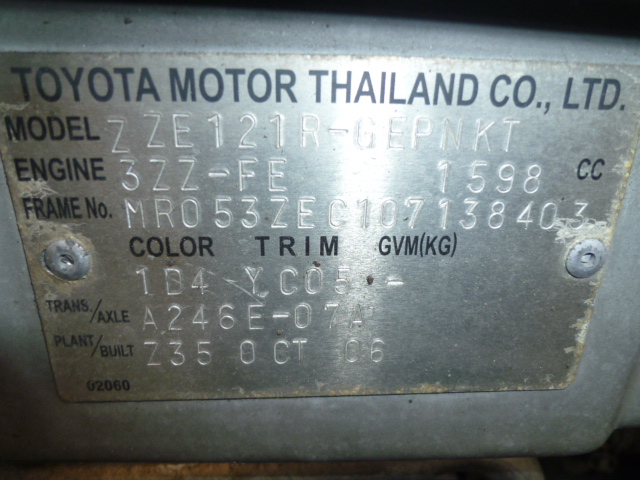 TOYOTA MOTOR THAILAND CO., LTD.
MODEL ZZE121R-GEPNKT
ENGINE 3ZZ-FE 1598 CC
FRAME No. MR053ZEC107138403
COLOR TRIM GVM(KG)
1D4 YC05 -
TRANS./AXLE A246E-07A
PLANT/BUILT Z35 OCT 06
02060